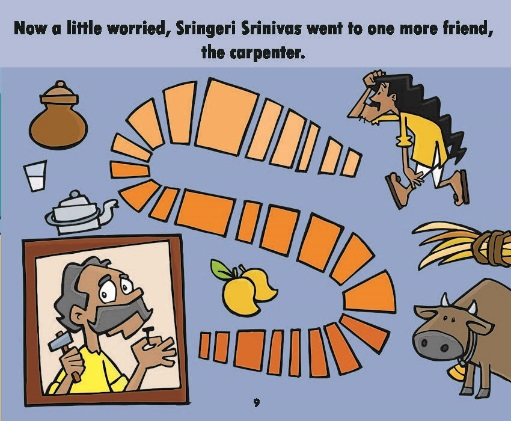 Now a little worried, Sringeri Srinivas went to one more friend,
the carpenter.
9